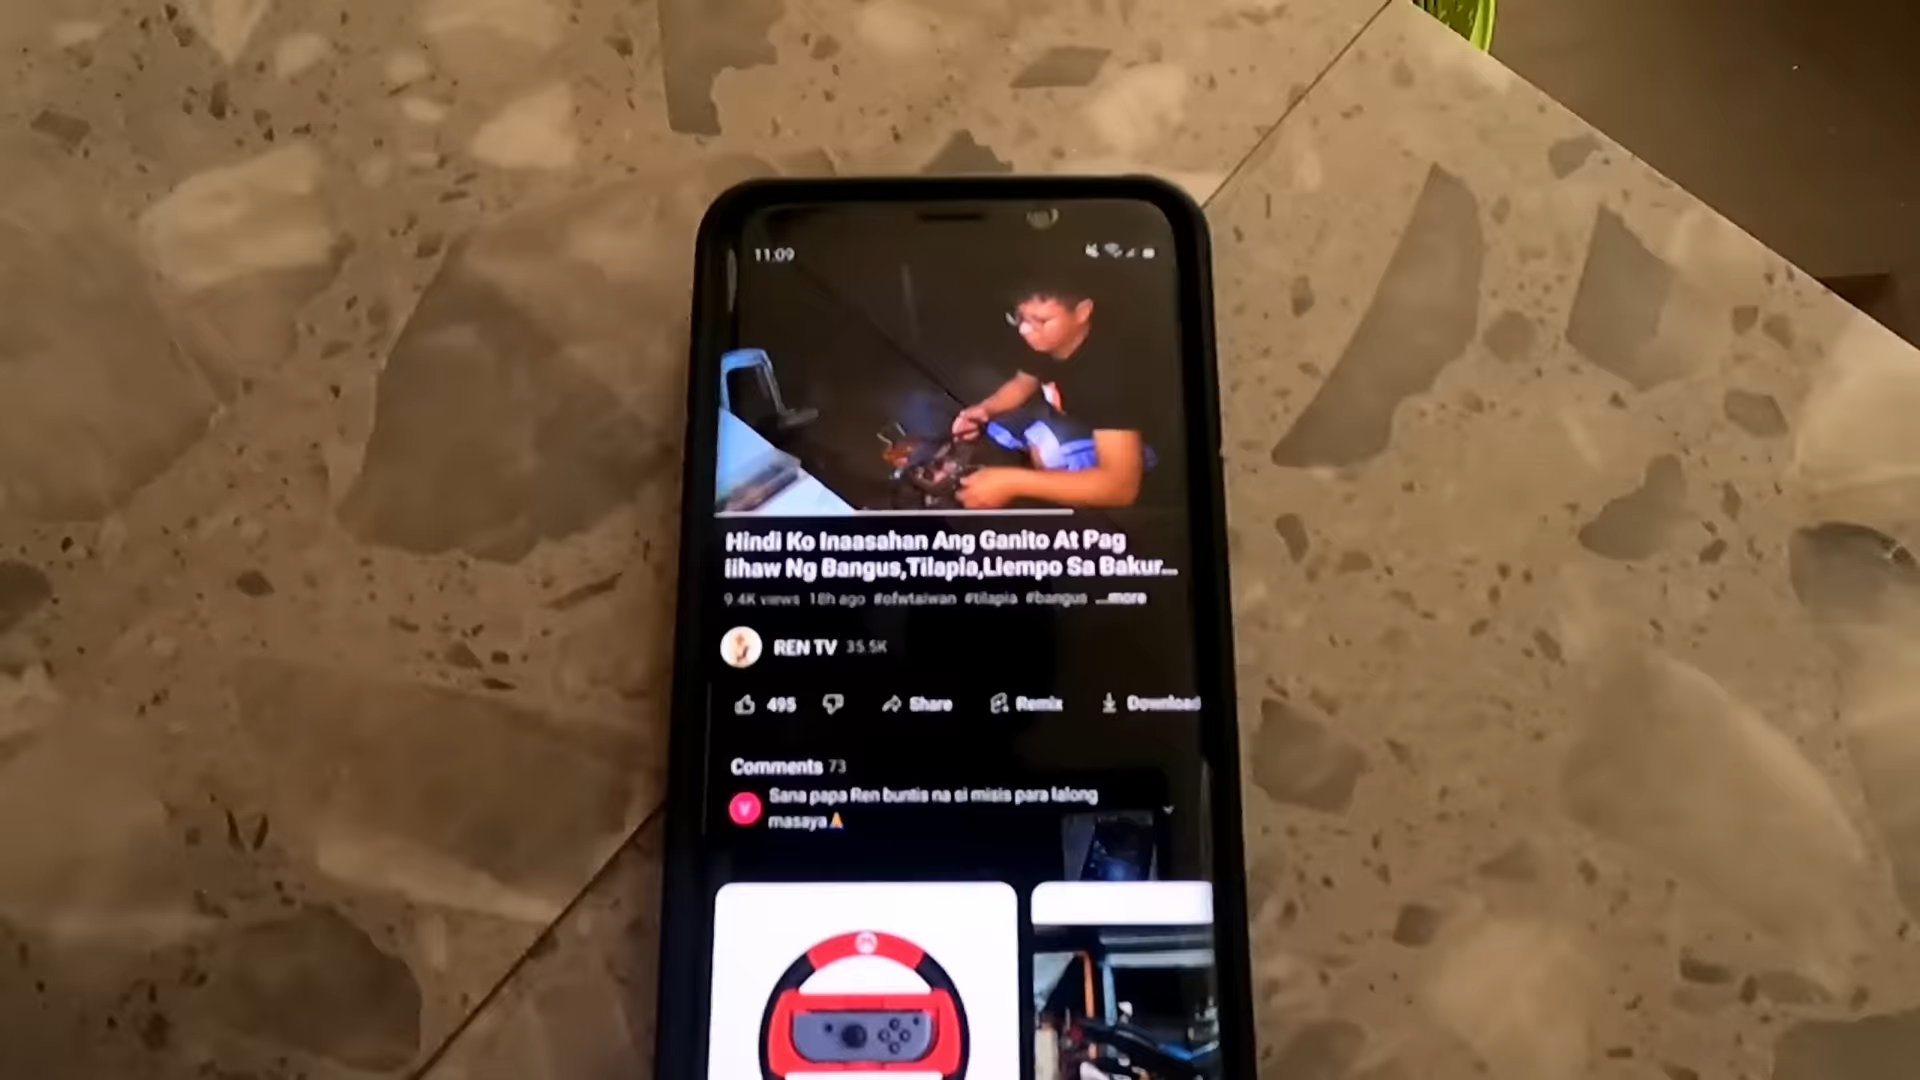 11:09
Hindi Ko Inaasahan Ang Ganito At Pag
Iihaw Ng Bangus,Tilapia,Liempo Sa Bakur...
9.4K views 18h ago #ofwtaiwan #tilapia #bangus ...more
REN TV 35.5K
495 Share Remix Download
Comments 73
V
Sana papa Ren buntis na si misis para lalong
masaya🙏